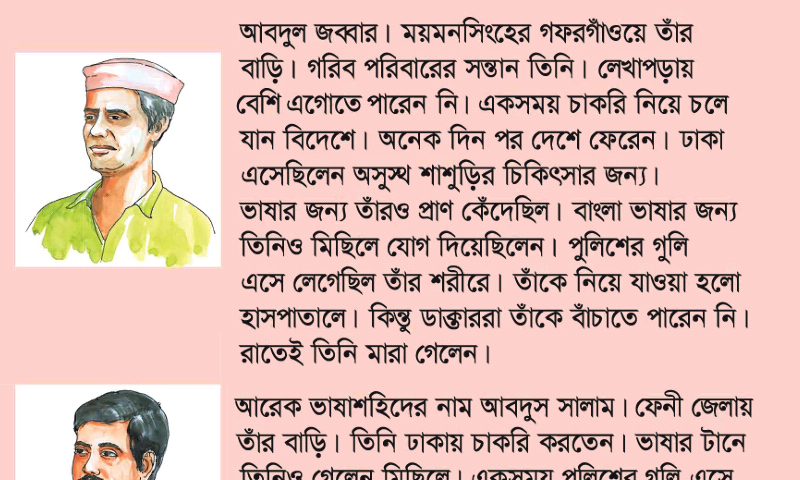 আবদুল জব্বার। ময়মনসিংহের গফরগাঁওয়ে তাঁর
বাড়ি। গরিব পরিবারের সন্তান তিনি। লেখাপড়ায়
বেশি এগোতে পারেন নি। একসময় চাকরি নিয়ে চলে
যান বিদেশে। অনেক দিন পর দেশে ফেরেন। ঢাকা
এসেছিলেন অসুস্থ শাশুড়ির চিকিৎসার জন্য।
ভাষার জন্য তাঁরও প্রাণ কেঁদেছিল। বাংলা ভাষার জন্য
তিনিও মিছিলে যোগ দিয়েছিলেন। পুলিশের গুলি
এসে লেগেছিল তাঁর শরীরে। তাঁকে নিয়ে যাওয়া হলো
হাসপাতালে। কিন্তু ডাক্তাররা তাঁকে বাঁচাতে পারেন নি।
রাতেই তিনি মারা গেলেন।
আরেক ভাষাশহিদের নাম আবদুস সালাম। ফেনী জেলায়
তাঁর বাড়ি। তিনি ঢাকায় চাকরি করতেন। ভাষার টানে
তিনিও গেলেন মিছিলে। একসময় পুলিশের গুলি এসে